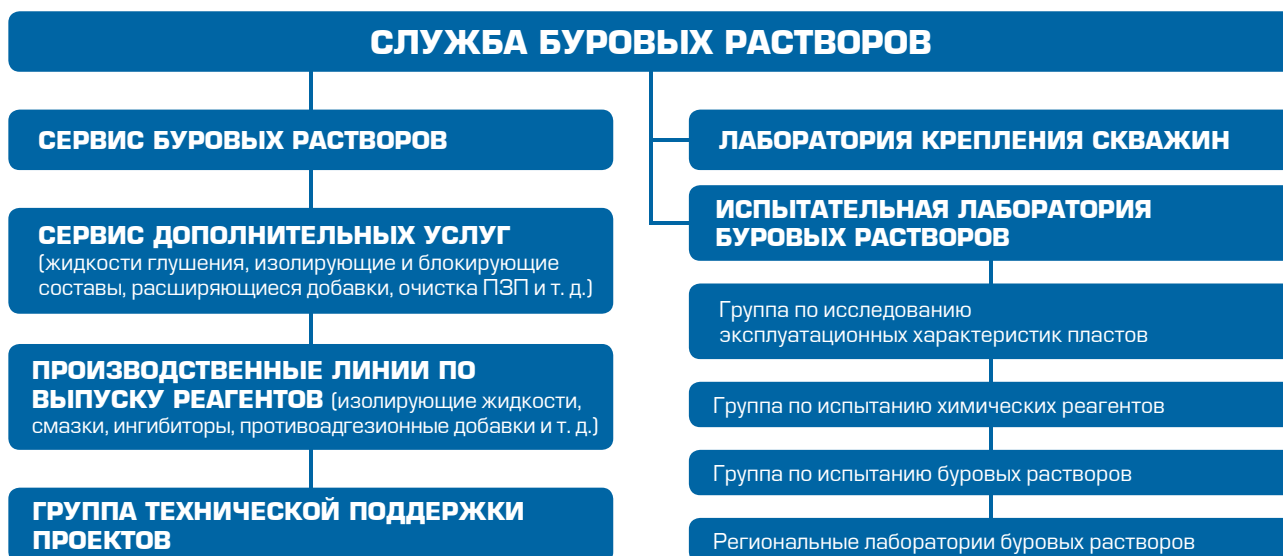 СЛУЖБА БУРОВЫХ РАСТВОРОВ
СЕРВИС БУРОВЫХ РАСТВОРОВ
СЕРВИС ДОПОЛНИТЕЛЬНЫХ УСЛУГ
(жидкости глушения, изолирующие и блокирующие
составы, расширяющиеся добавки, очистка ПЗП и т. д.)
ПРОИЗВОДСТВЕННЫЕ ЛИНИИ ПО
ВЫПУСКУ РЕАГЕНТОВ (изолирующие жидкости,
смазки, ингибиторы, противоадгезионные добавки и т. д.)
ГРУППА ТЕХНИЧЕСКОЙ ПОДДЕРЖКИ
ПРОЕКТОВ
ЛАБОРАТОРИЯ КРЕПЛЕНИЯ СКВАЖИН
ИСПЫТАТЕЛЬНАЯ ЛАБОРАТОРИЯ
БУРОВЫХ РАСТВОРОВ
Группа по исследованию
эксплуатационных характеристик пластов
Группа по испытанию химических реагентов
Группа по испытанию буровых растворов
Региональные лаборатории буровых растворов